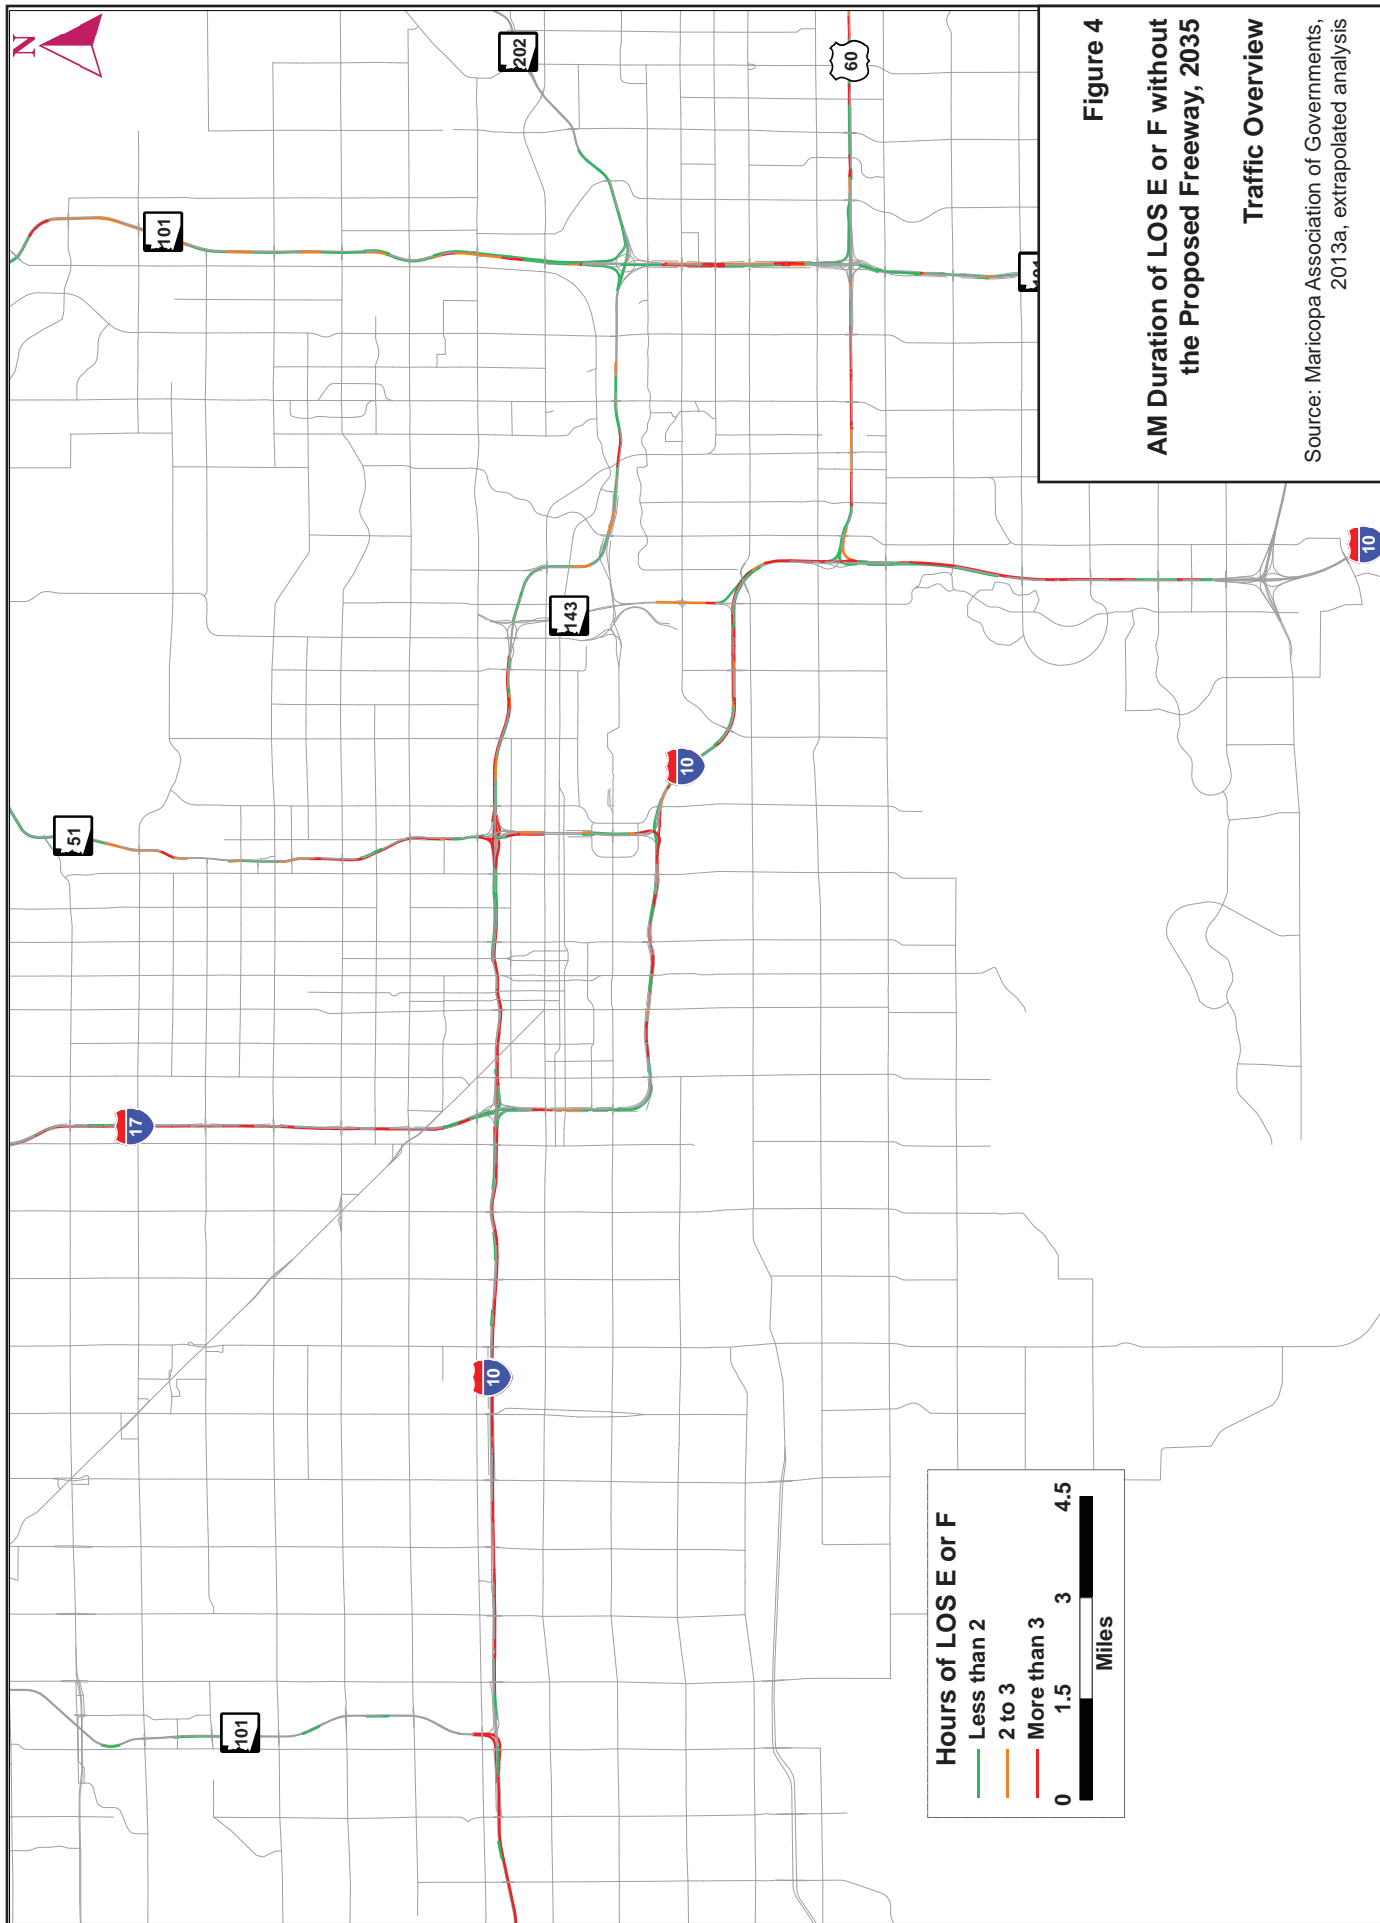 N
202
60
101
51
143
10
17
10
10
101
101
Figure 4
AM Duration of LOS E or F without
the Proposed Freeway, 2035
Traffic Overview
Source: Maricopa Association of Governments,
2013a, extrapolated analysis
Hours of LOS E or F
Less than 2
2 to 3
More than 3
0 1.5 3 4.5
Miles